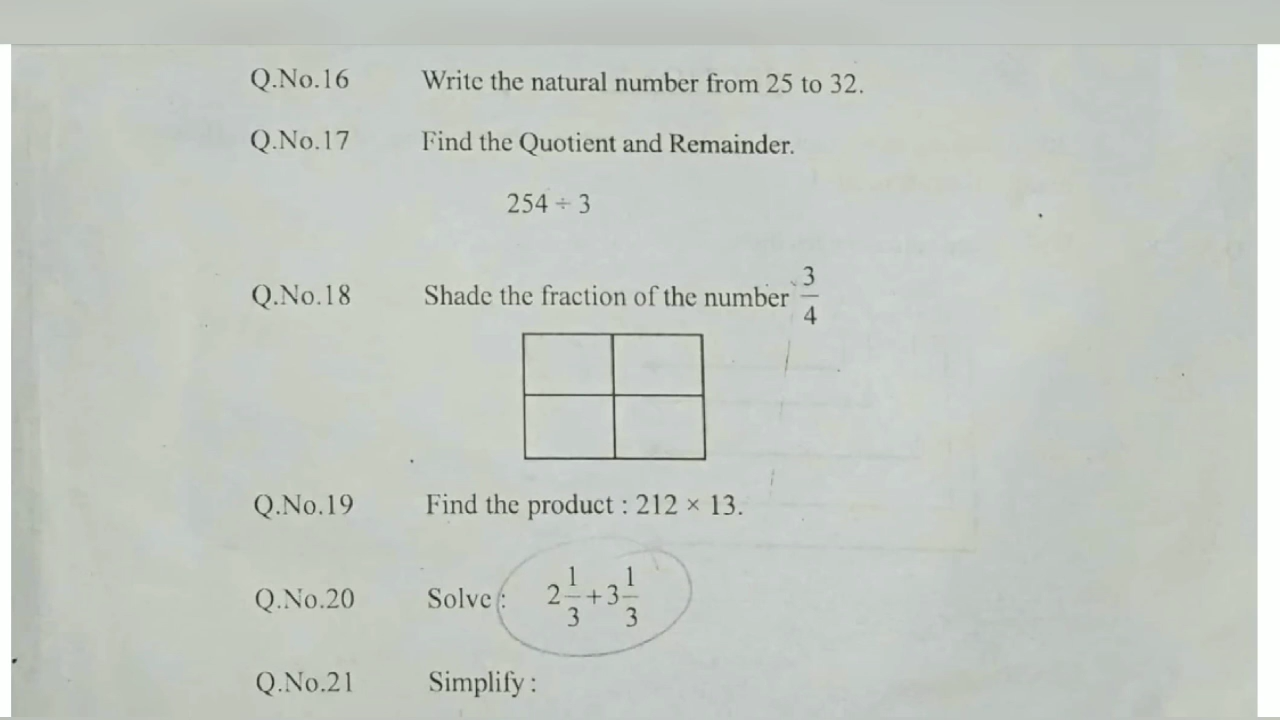 Q.No.16 Write the natural number from 25 to 32.
Q.No.17 Find the Quotient and Remainder.
254 ÷ 3
Q.No.18 Shade the fraction of the number 3/4
Q.No.19 Find the product : 212 × 13.
Q.No.20 Solve : 2 1/3 + 3 1/3
Q.No.21 Simplify :